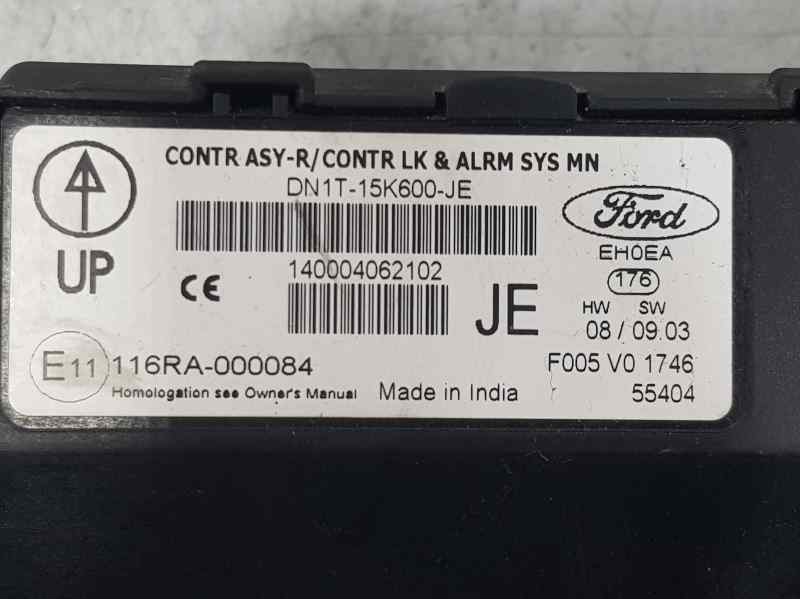 CONTR ASY-R/CONTR LK & ALRM SYS MN
DN1T-15K600-JE
Ford
UP
EH0EA
CE
140004062102
176
JE
HW SW
08 / 09.03
E11 116RA-000084
F005 V0 1746
Homologation see Owner's Manual
Made in India
55404